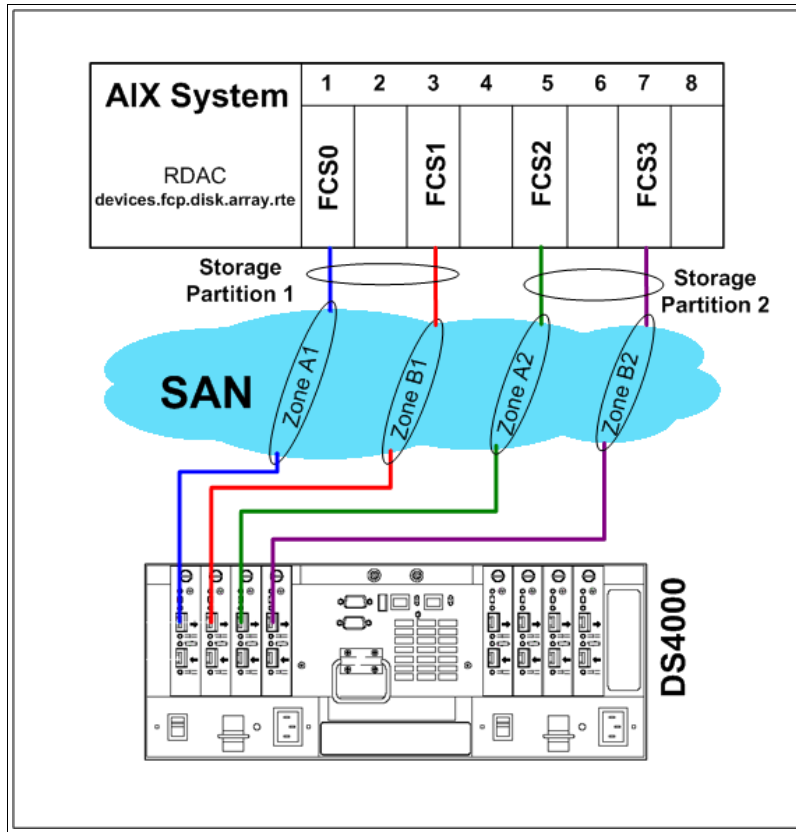 AIX System
RDAC
devices.fcp.disk.array.rte
1 2 3 4 5 6 7 8
FCS0
FCS1
FCS2
FCS3
Storage
Partition 1
Storage
Partition 2
SAN
Zone A1
Zone B1
Zone A2
Zone B2
DS4000